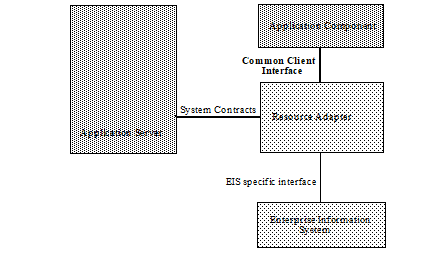 Application Component
Common Client
Interface
System Contracts
Resource Adapter
Application Server
EIS specific interface
Enterprise Information
System